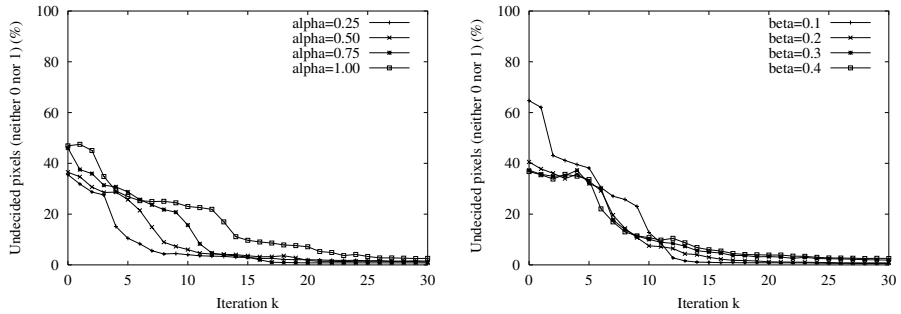 Undecided pixels (neither 0 nor 1) (%)
100
80
60
40
20
0
alpha=0.25
alpha=0.50
alpha=0.75
alpha=1.00
0 5 10 15 20 25 30
Iteration k
Undecided pixels (neither 0 nor 1) (%)
100
80
60
40
20
0
beta=0.1
beta=0.2
beta=0.3
beta=0.4
0 5 10 15 20 25 30
Iteration k